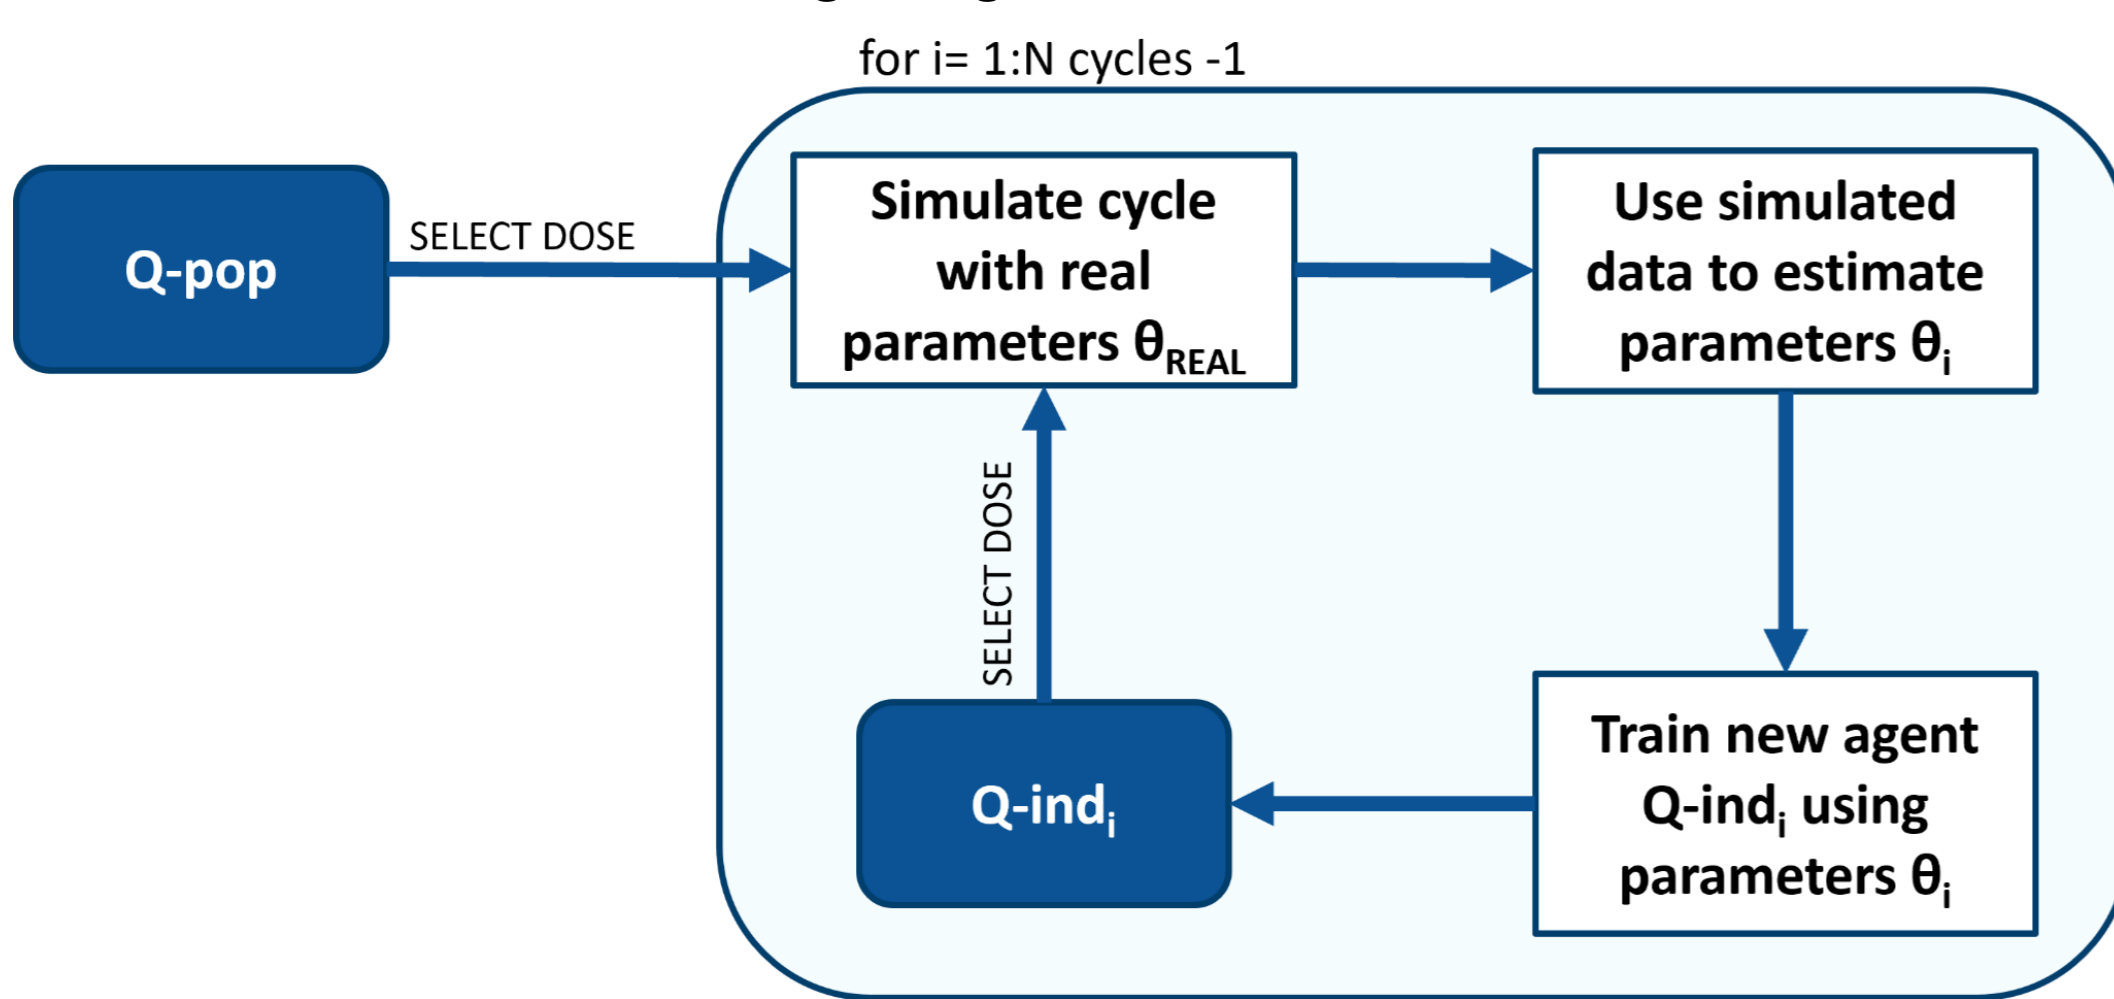 for i= 1:N cycles -1
Q-pop
SELECT DOSE
Simulate cycle
with real
parameters θREAL
Use simulated
data to estimate
parameters θi
SELECT DOSE
Q-indi
Train new agent
Q-indi using
parameters θi